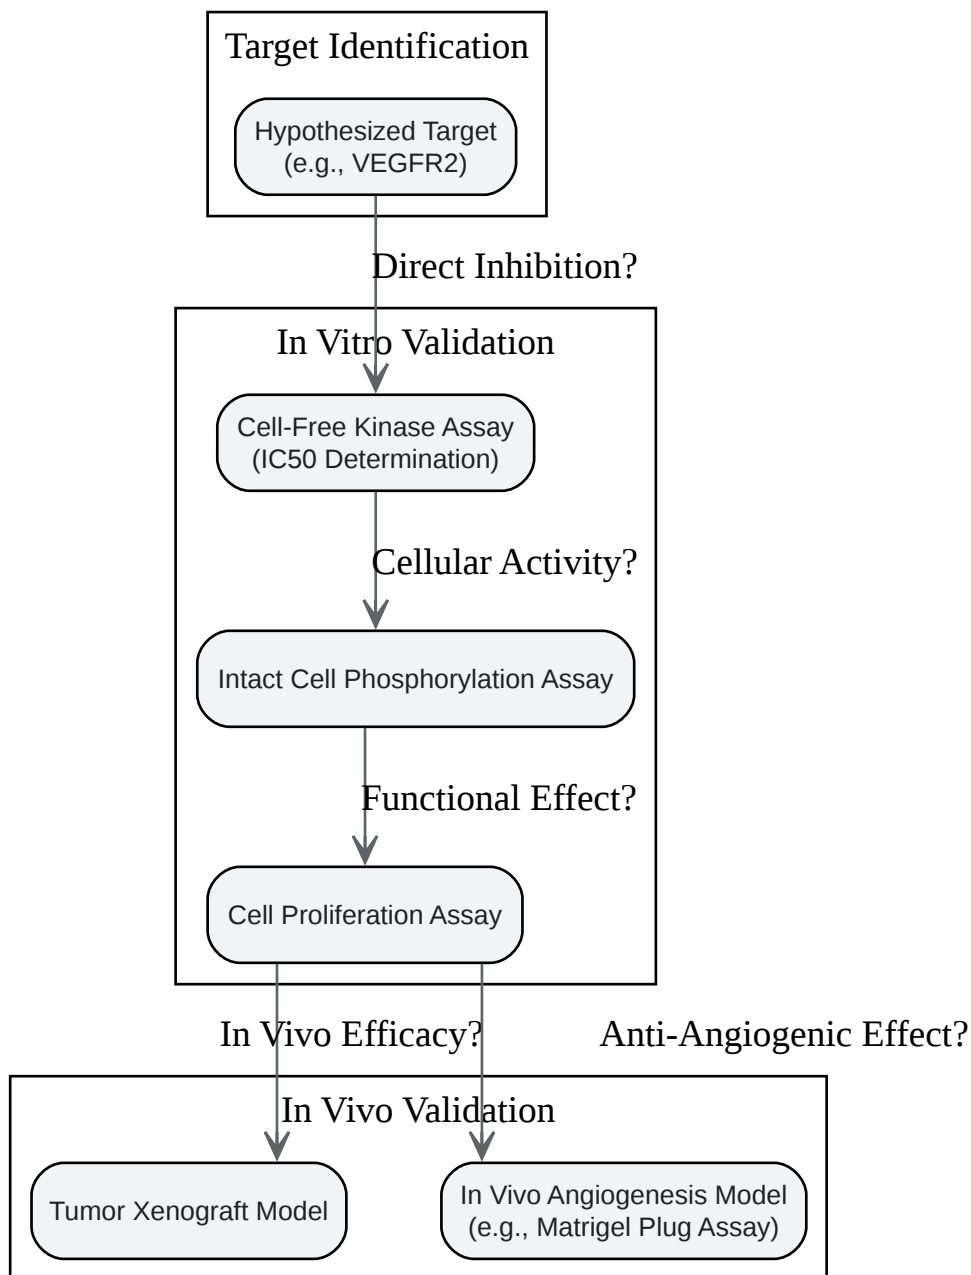 Target Identification
Hypothesized Target
(e.g., VEGFR2)
Direct Inhibition?
In Vitro Validation
Cell-Free Kinase Assay
(IC50 Determination)
Cellular Activity?
Intact Cell Phosphorylation Assay
Functional Effect?
Cell Proliferation Assay
In Vivo Efficacy?
Anti-Angiogenic Effect?
In Vivo Validation
Tumor Xenograft Model
In Vivo Angiogenesis Model
(e.g., Matrigel Plug Assay)